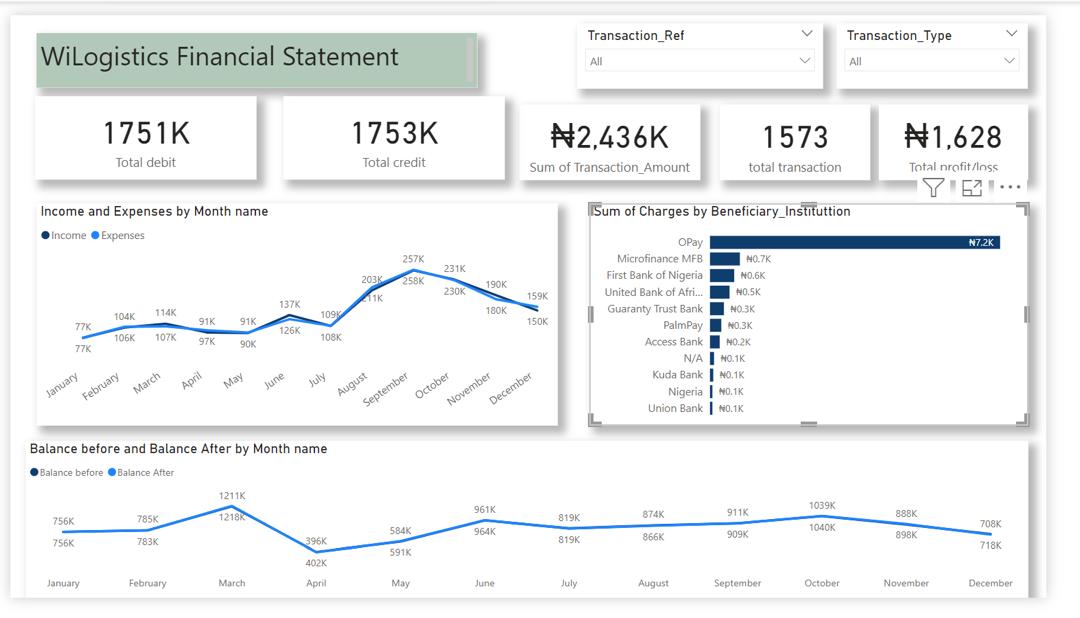 WiLogistics Financial Statement
Transaction_Ref
All
Transaction_Type
All
1751K
Total debit
1753K
Total credit
₦2,436K
Sum of Transaction_Amount
1573
total transaction
₦1,628
Total profit/loss
Income and Expenses by Month name
Income Expenses
77K 104K 114K 91K 91K 137K 109K 203K 257K 231K 190K 159K
77K 106K 107K 97K 90K 126K 108K 211K 258K 230K 180K 150K
January February March April May June July August September October November December
Sum of Charges by Beneficiary_Instituttion
OPay ₦7.2K
Microfinance MFB ₦0.7K
First Bank of Nigeria ₦0.6K
United Bank of Afri... ₦0.5K
Guaranty Trust Bank ₦0.3K
PalmPay ₦0.3K
Access Bank ₦0.2K
N/A ₦0.1K
Kuda Bank ₦0.1K
Nigeria ₦0.1K
Union Bank ₦0.1K
Balance before and Balance After by Month name
Balance before Balance After
756K 785K 1211K 396K 584K 961K 819K 874K 911K 1039K 888K 708K
756K 783K 1218K 402K 591K 964K 819K 866K 909K 1040K 898K 718K
January February March April May June July August September October November December